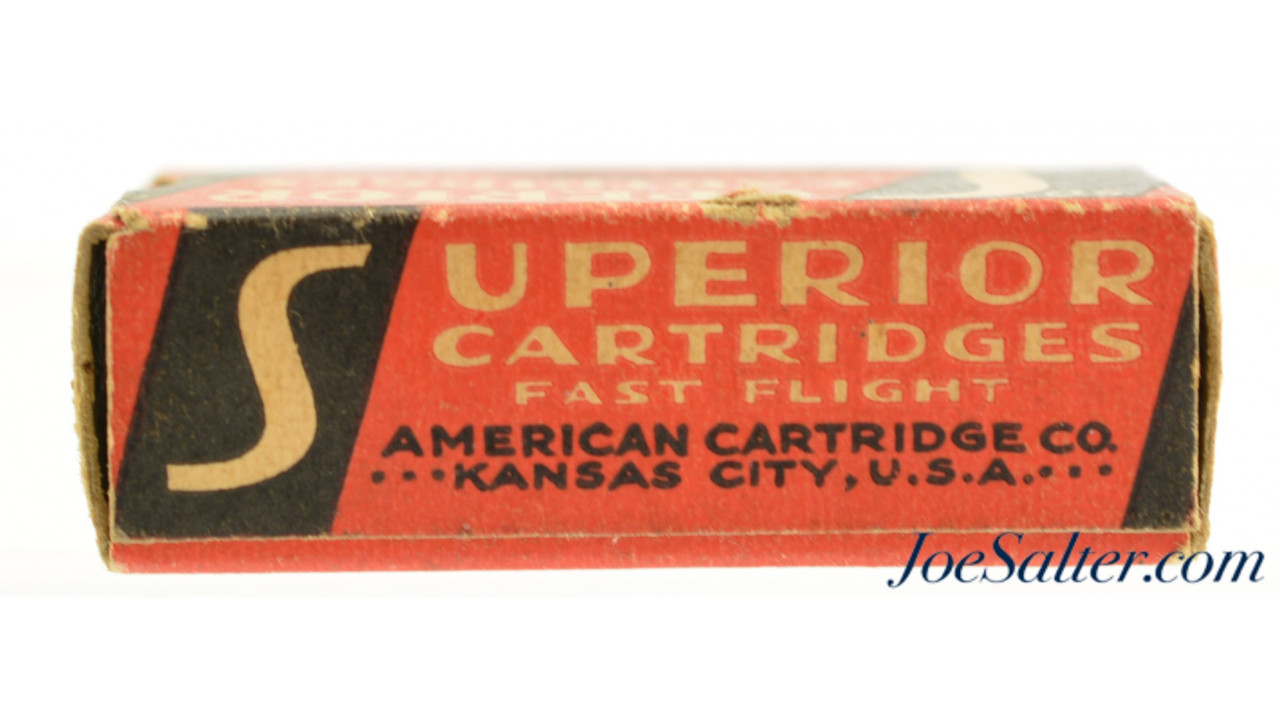 SUPERIOR
CARTRIDGES
FAST FLIGHT
AMERICAN CARTRIDGE CO.
···KANSAS CITY, U.S.A.···
JoeSalter.com